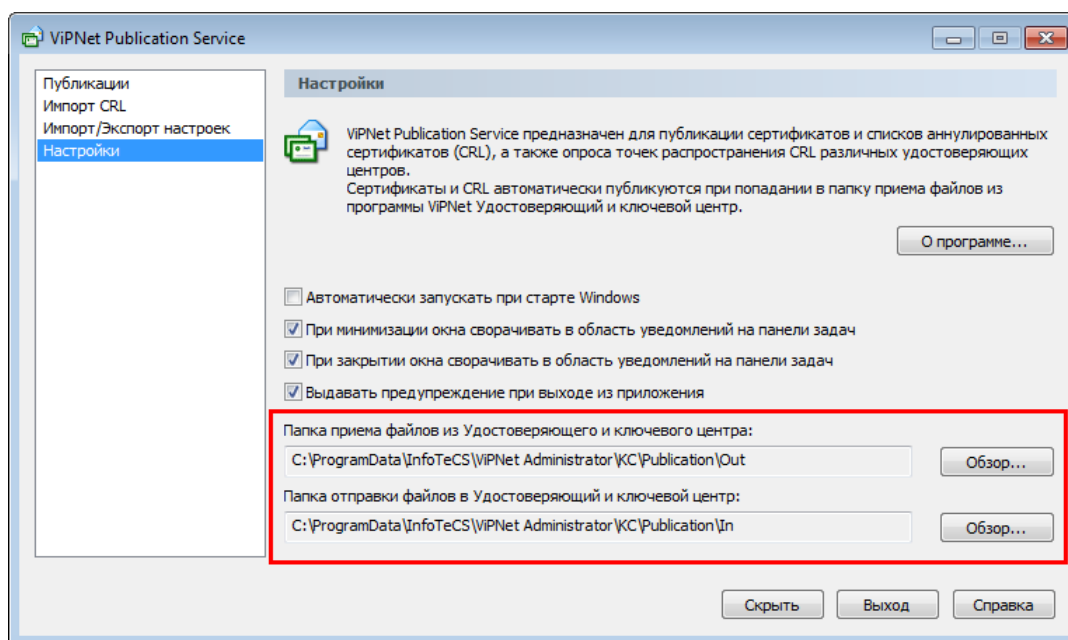 ViPNet Publication Service
Публикации
Импорт CRL
Импорт/Экспорт настроек
Настройки
Настройки
ViPNet Publication Service предназначен для публикации сертификатов и списков аннулированных
сертификатов (CRL), а также опроса точек распространения CRL различных удостоверяющих
центров.
Сертификаты и CRL автоматически публикуются при попадании в папку приема файлов из
программы ViPNet Удостоверяющий и ключевой центр.
О программе...
Автоматически запускать при старте Windows
При минимизации окна сворачивать в область уведомлений на панели задач
При закрытии окна сворачивать в область уведомлений на панели задач
Выдавать предупреждение при выходе из приложения
Папка приема файлов из Удостоверяющего и ключевого центра:
C:\ProgramData\InfoTeCS\ViPNet Administrator\KC\Publication\Out
Обзор...
Папка отправки файлов в Удостоверяющий и ключевой центр:
C:\ProgramData\InfoTeCS\ViPNet Administrator\KC\Publication\In
Обзор...
Скрыть
Выход
Справка